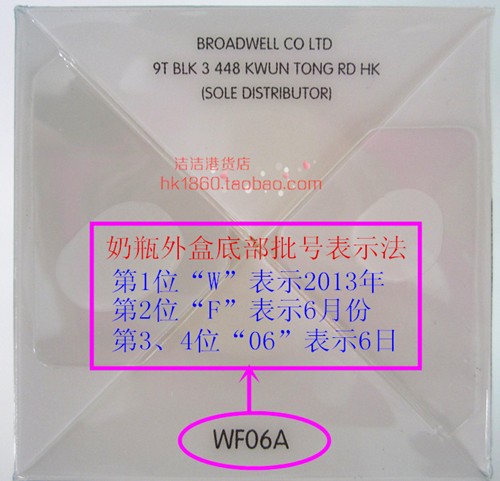 BROADWELL CO LTD
9T BLK 3 448 KWUN TONG RD HK
(SOLE DISTRIBUTOR)
洁洁港货店
hk1860.taobao.com
奶瓶外盒底部批号表示法
第1位“W”表示2013年
第2位“F”表示6月份
第3、4位“06”表示6日
WF06A